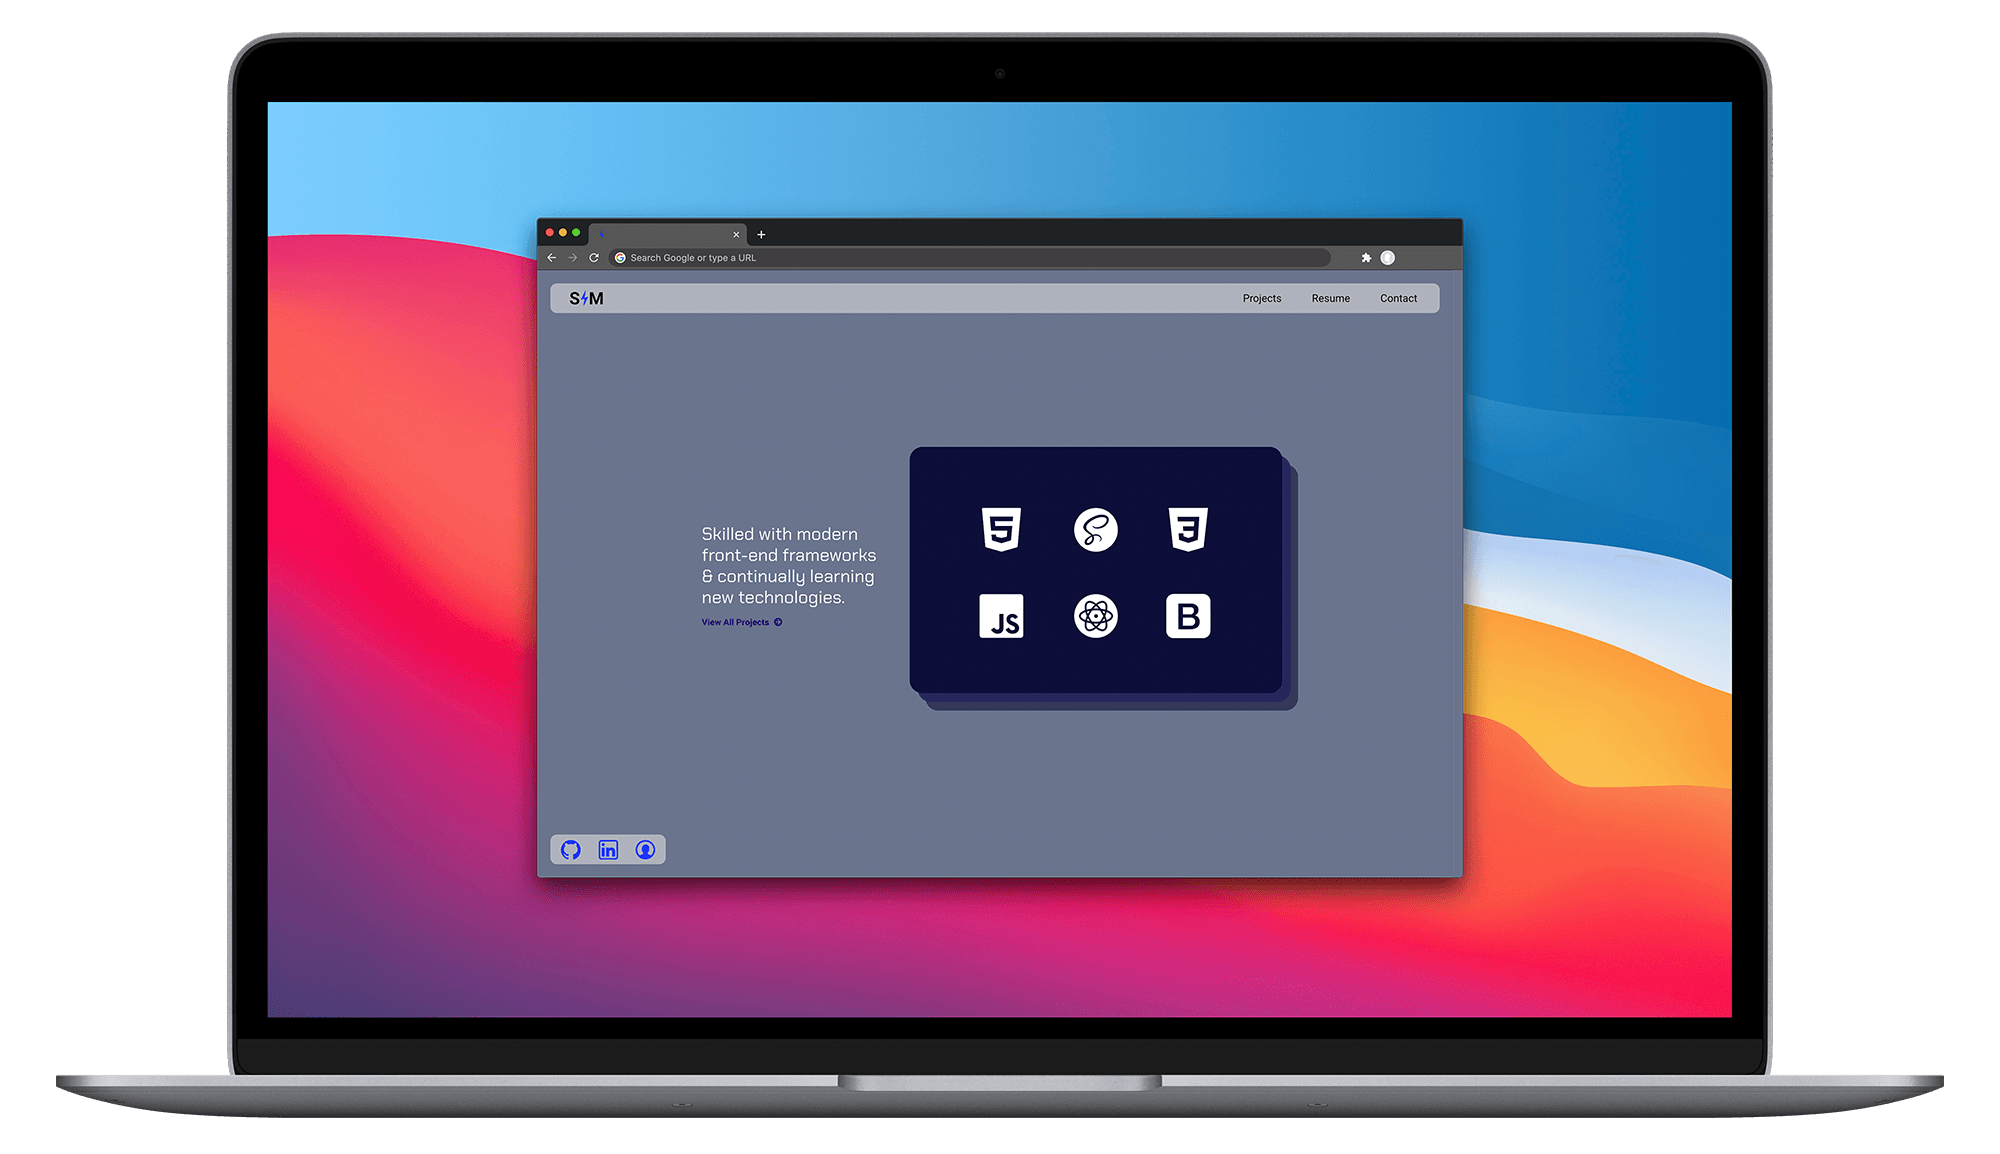 Search Google or type a URL
S M
Projects Resume Contact
Skilled with modern
front-end frameworks
& continually learning
new technologies.
View All Projects
5
3
JS
B
in